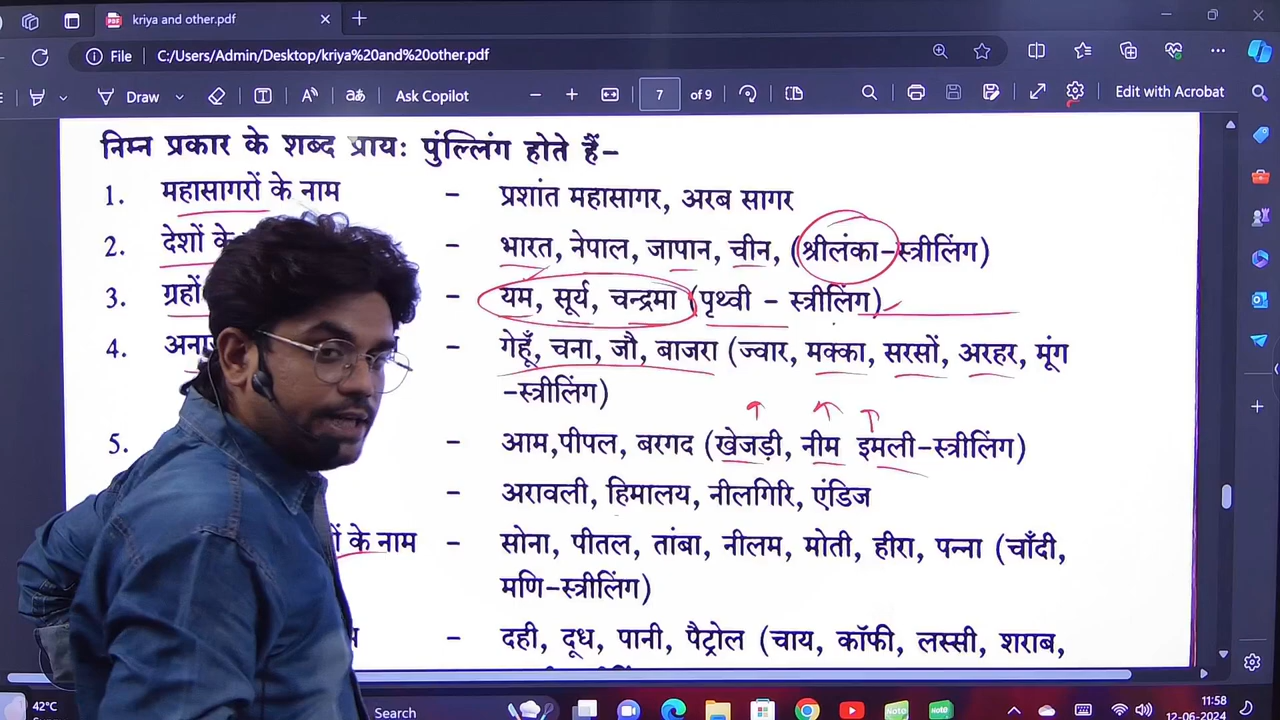 kriya and other.pdf
File C:/Users/Admin/Desktop/kriya%20and%20other.pdf
Draw Ask Copilot 7 of 9 Edit with Acrobat
निम्न प्रकार के शब्द प्रायः पुंल्लिंग होते हैं-
1. महासागरों के नाम - प्रशांत महासागर, अरब सागर
2. देशों के - भारत, नेपाल, जापान, चीन, (श्रीलंका-स्त्रीलिंग)
3. ग्रहों - यम, सूर्य, चन्द्रमा (पृथ्वी - स्त्रीलिंग)
4. - गेहूँ, चना, जौ, बाजरा (ज्वार, मक्का, सरसों, अरहर, मूंग
-स्त्रीलिंग)
5. - आम,पीपल, बरगद (खेजड़ी, नीम इमली-स्त्रीलिंग)
- अरावली, हिमालय, नीलगिरि, एंडिज
के नाम - सोना, पीतल, तांबा, नीलम, मोती, हीरा, पन्ना (चाँदी,
मणि-स्त्रीलिंग)
- दही, दूध, पानी, पैट्रोल (चाय, कॉफी, लस्सी, शराब,
42°C Search 11:58
12-06-2024